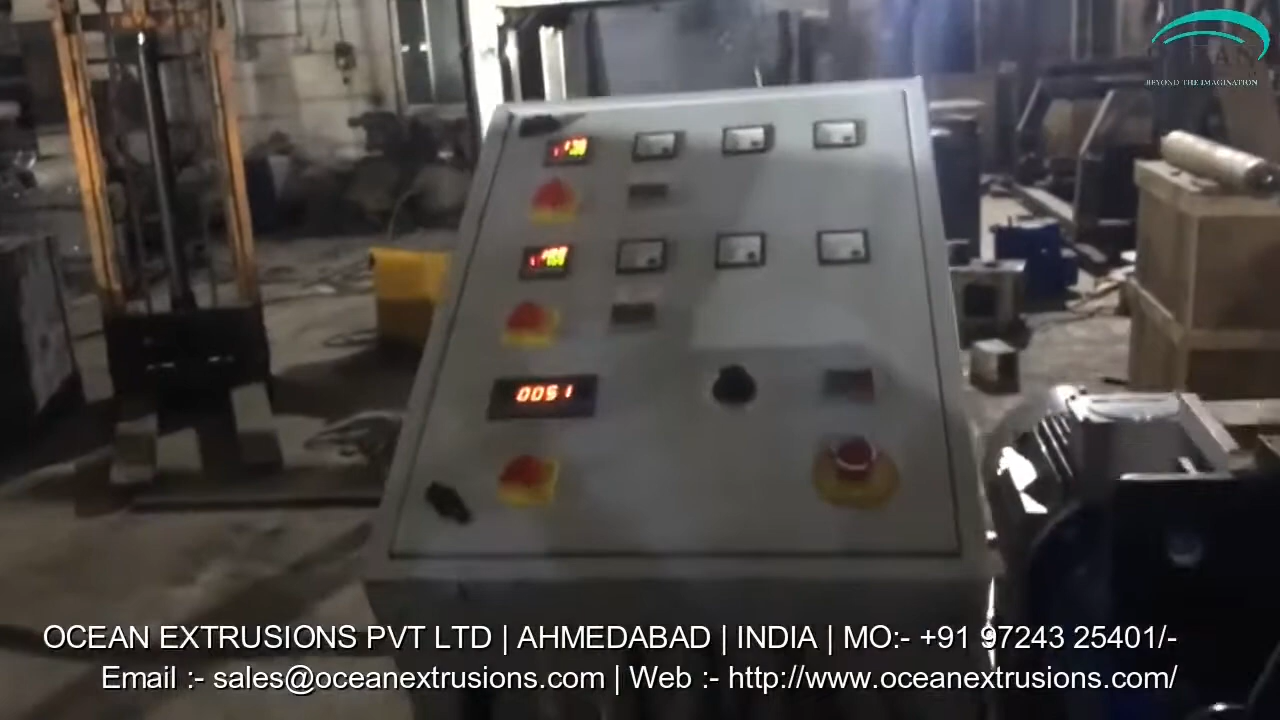 BEYOND THE IMAGINATION
0051
OCEAN EXTRUSIONS PVT LTD | AHMEDABAD | INDIA | MO:- +91 97243 25401/-
Email :- sales@oceanextrusions.com | Web :- http://www.oceanextrusions.com/